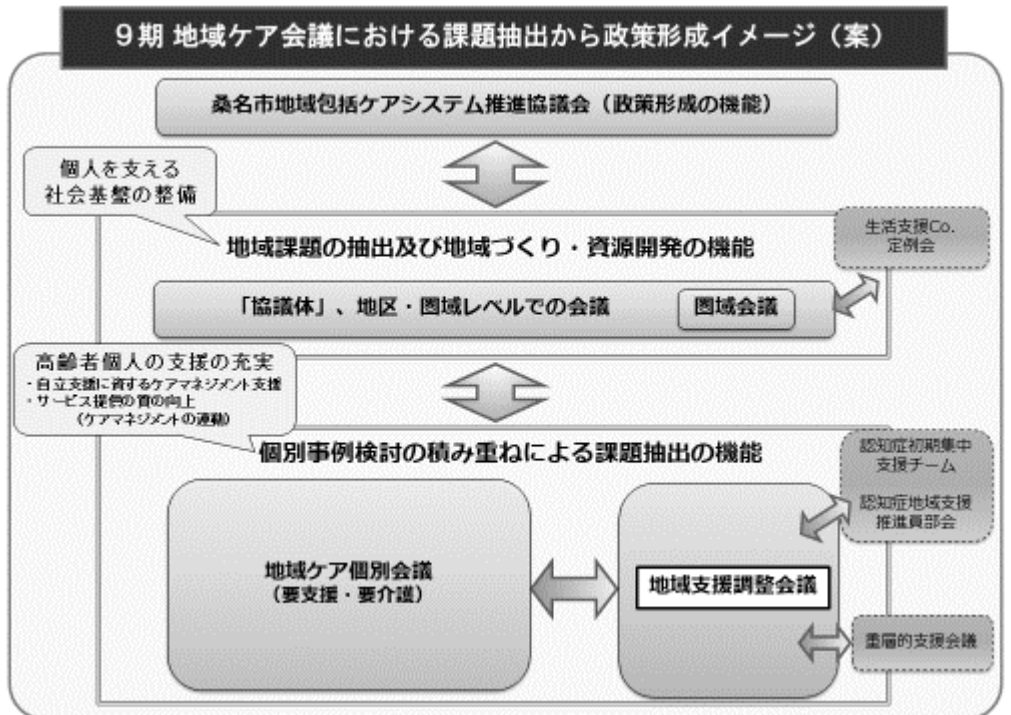 9期 地域ケア会議における課題抽出から政策形成イメージ（案）
桑名市地域包括ケアシステム推進協議会（政策形成の機能）
個人を支える
社会基盤の整備
地域課題の抽出及び地域づくり・資源開発の機能
生活支援Co.
定例会
「協議体」、地区・圏域レベルでの会議
圏域会議
高齢者個人の支援の充実
・自立支援に資するケアマネジメント支援
・サービス提供の質の向上
（ケアマネジメントの連動）
個別事例検討の積み重ねによる課題抽出の機能
認知症初期集中
支援チーム
認知症地域支援
推進員部会
地域ケア個別会議
（要支援・要介護）
地域支援調整会議
重層的支援会議